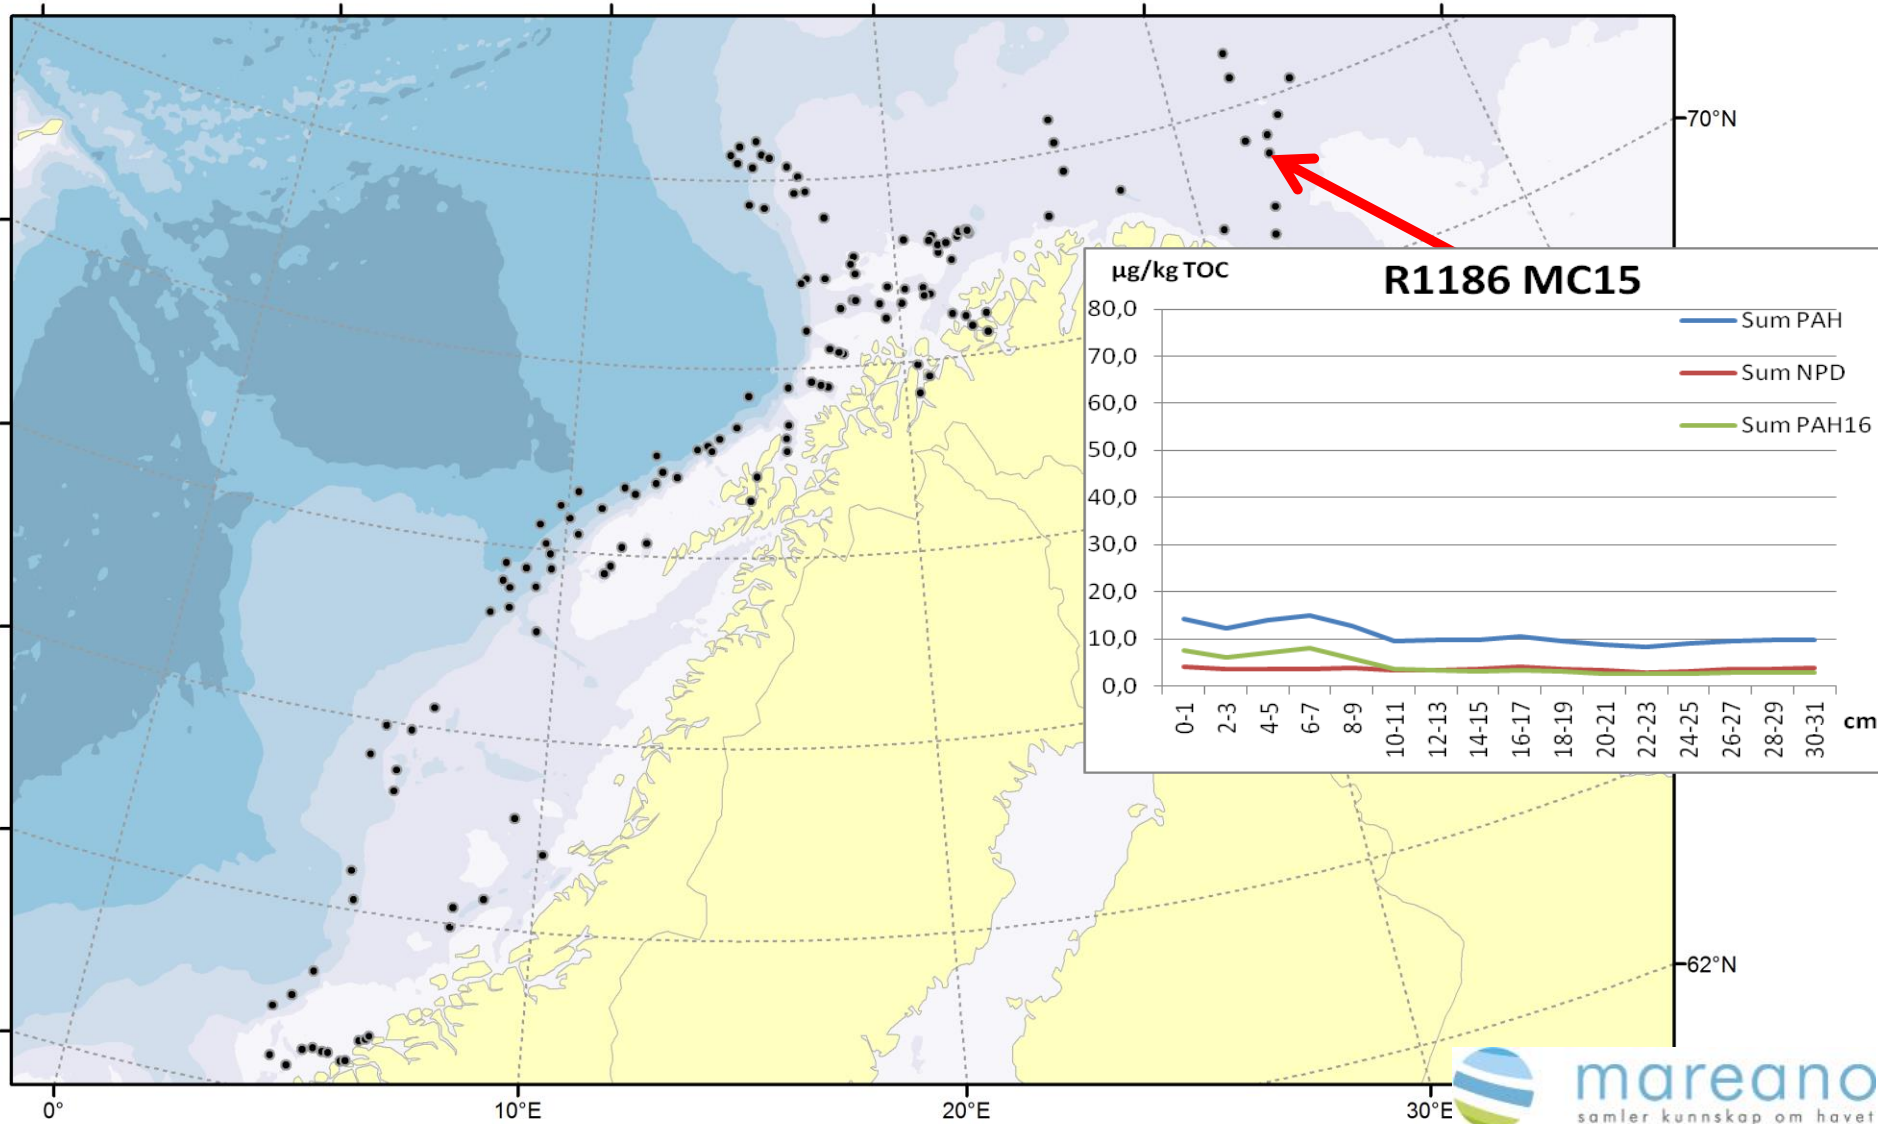 70°N
µg/kg TOC
R1186 MC15
80,0
70,0
60,0
50,0
40,0
30,0
20,0
10,0
0,0
Sum PAH
Sum NPD
Sum PAH16
0-1
2-3
4-5
6-7
8-9
10-11
12-13
14-15
16-17
18-19
20-21
22-23
24-25
26-27
28-29
30-31
cm
62°N
0°
10°E
20°E
30°E
mareano
samler kunnskap om havet